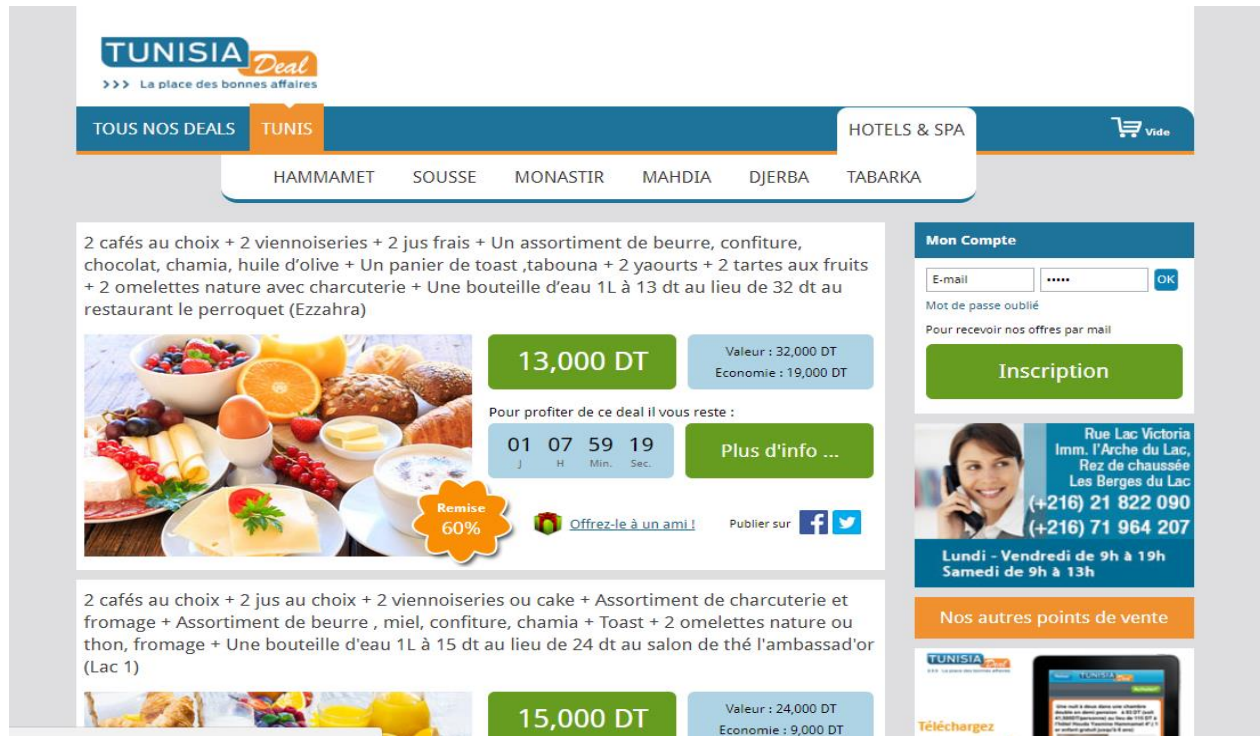 TUNISIA
Deal
>>> La place des bonnes affaires
TOUS NOS DEALS TUNIS HOTELS & SPA Vide
HAMMAMET SOUSSE MONASTIR MAHDIA DJERBA TABARKA
2 cafés au choix + 2 viennoiseries + 2 jus frais + Un assortiment de beurre, confiture,
chocolat, chamia, huile d'olive + Un panier de toast ,tabouna + 2 yaourts + 2 tartes aux fruits
+ 2 omelettes nature avec charcuterie + Une bouteille d'eau 1L à 13 dt au lieu de 32 dt au
restaurant le perroquet (Ezzahra)
13,000 DT
Valeur : 32,000 DT
Economie : 19,000 DT
Pour profiter de ce deal il vous reste :
01 07 59 19
J H Min. Sec.
Plus d'info ...
Remise
60%
Offrez-le à un ami !
Publier sur
2 cafés au choix + 2 jus au choix + 2 viennoiseries ou cake + Assortiment de charcuterie et
fromage + Assortiment de beurre , miel, confiture, chamia + Toast + 2 omelettes nature ou
thon, fromage + Une bouteille d'eau 1L à 15 dt au lieu de 24 dt au salon de thé l'ambassad'or
(Lac 1)
15,000 DT
Valeur : 24,000 DT
Economie : 9,000 DT
Mon Compte
E-mail ••••• OK
Mot de passe oublié
Pour recevoir nos offres par mail
Inscription
Rue Lac Victoria
Imm. l'Arche du Lac,
Rez de chaussée
Les Berges du Lac
(+216) 21 822 090
(+216) 71 964 207
Lundi - Vendredi de 9h à 19h
Samedi de 9h à 13h
Nos autres points de vente
TUNISIA
Deal
Téléchargez
TUNISIA